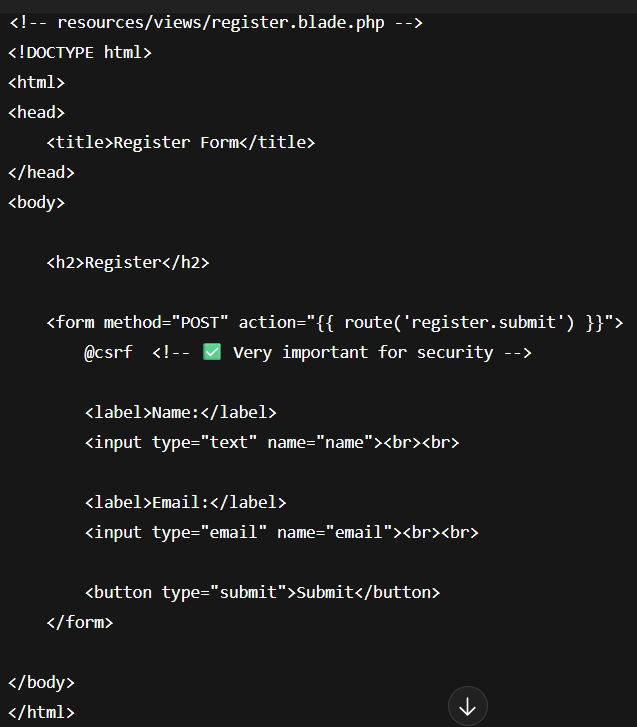 <!-- resources/views/register.blade.php -->
<!DOCTYPE html>
<html>
<head>
    <title>Register Form</title>
</head>
<body>

    <h2>Register</h2>

    <form method="POST" action="{{ route('register.submit') }}">
        @csrf  <!-- ✅ Very important for security -->

        <label>Name:</label>
        <input type="text" name="name"><br><br>

        <label>Email:</label>
        <input type="email" name="email"><br><br>

        <button type="submit">Submit</button>
    </form>

</body>
</html>